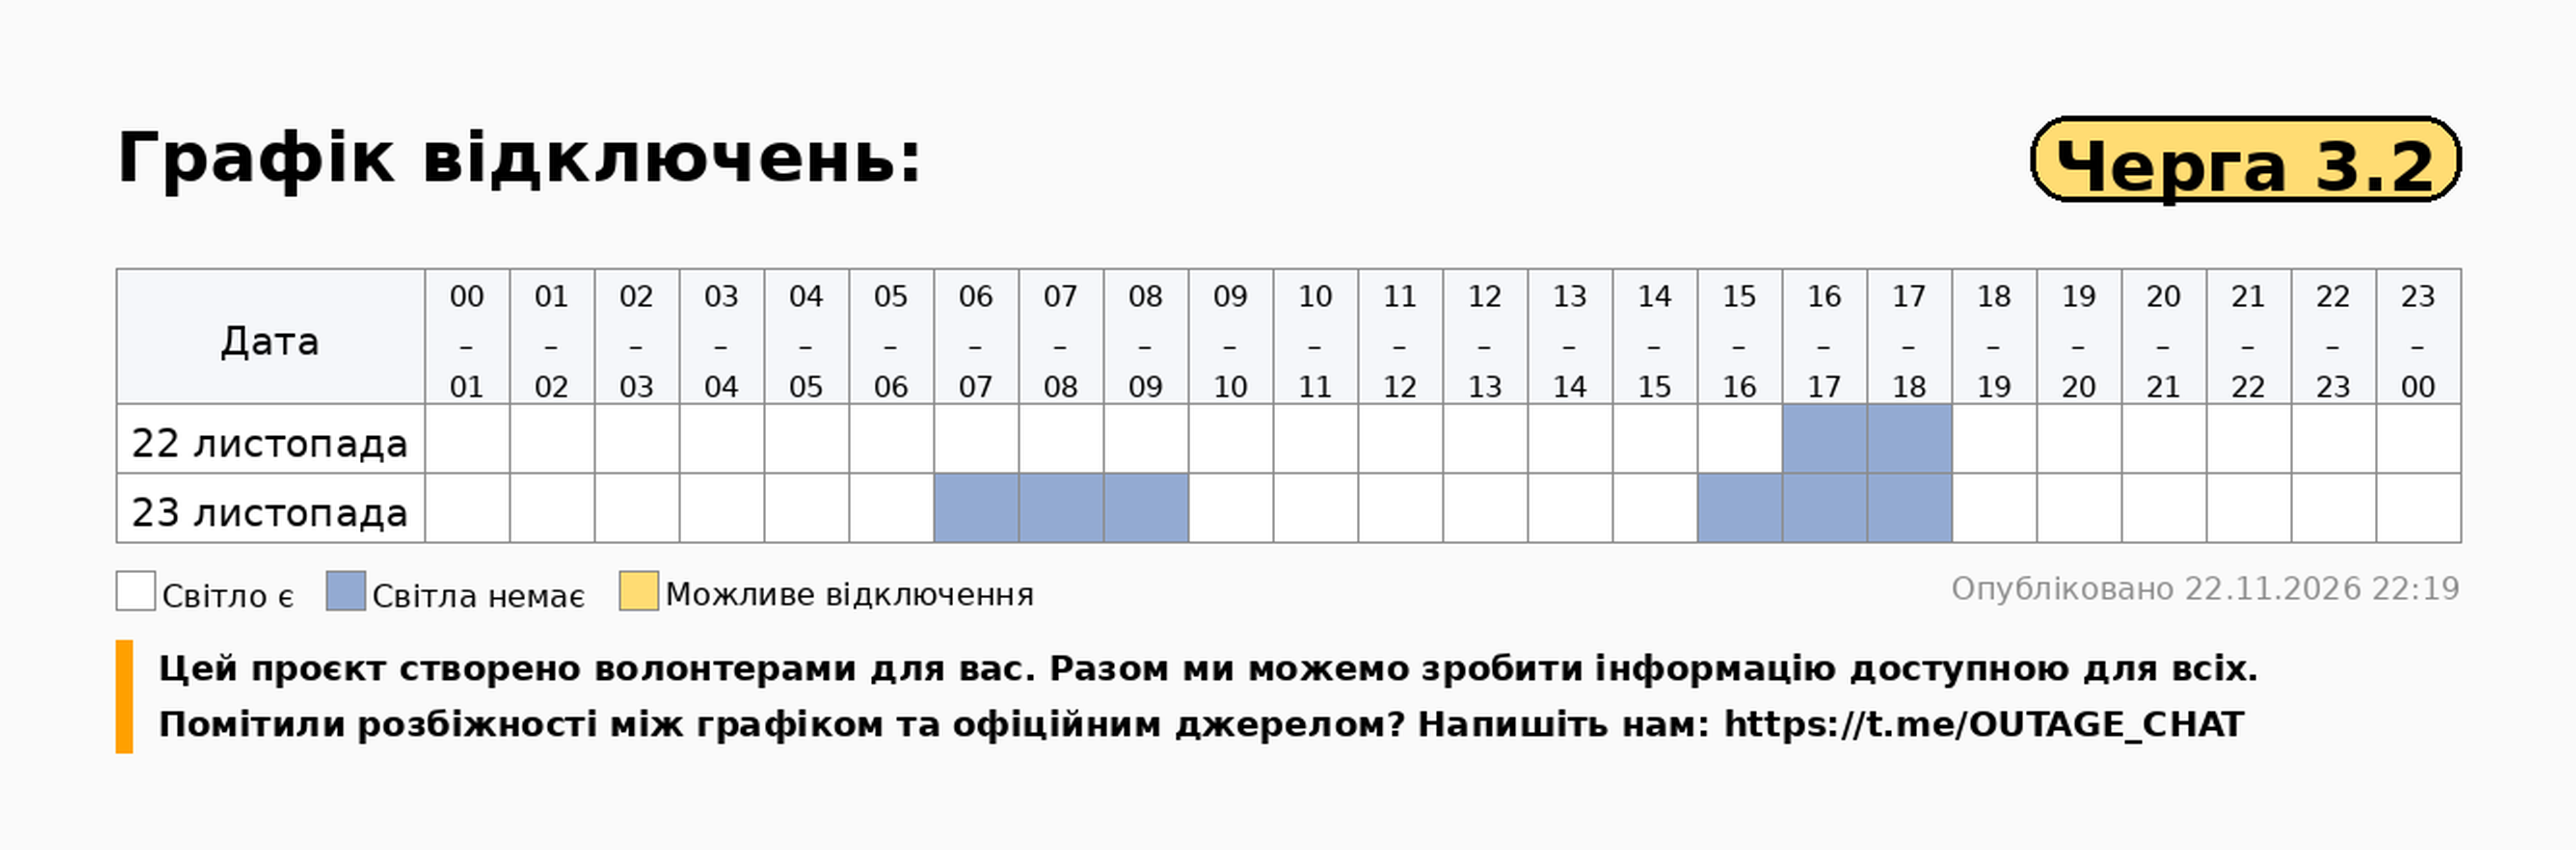 Графік відключень:
Черга 3.2
Дата 00 – 01 01 – 02 02 – 03 03 – 04 04 – 05 05 – 06 06 – 07 07 – 08 08 – 09 09 – 10 10 – 11 11 – 12 12 – 13 13 – 14 14 – 15 15 – 16 16 – 17 17 – 18 18 – 19 19 – 20 20 – 21 21 – 22 22 – 23 23 – 00
22 листопада
23 листопада
Світло є Світла немає Можливе відключення
Опубліковано 22.11.2026 22:19
Цей проєкт створено волонтерами для вас. Разом ми можемо зробити інформацію доступною для всіх.
Помітили розбіжності між графіком та офіційним джерелом? Напишіть нам: https://t.me/OUTAGE_CHAT